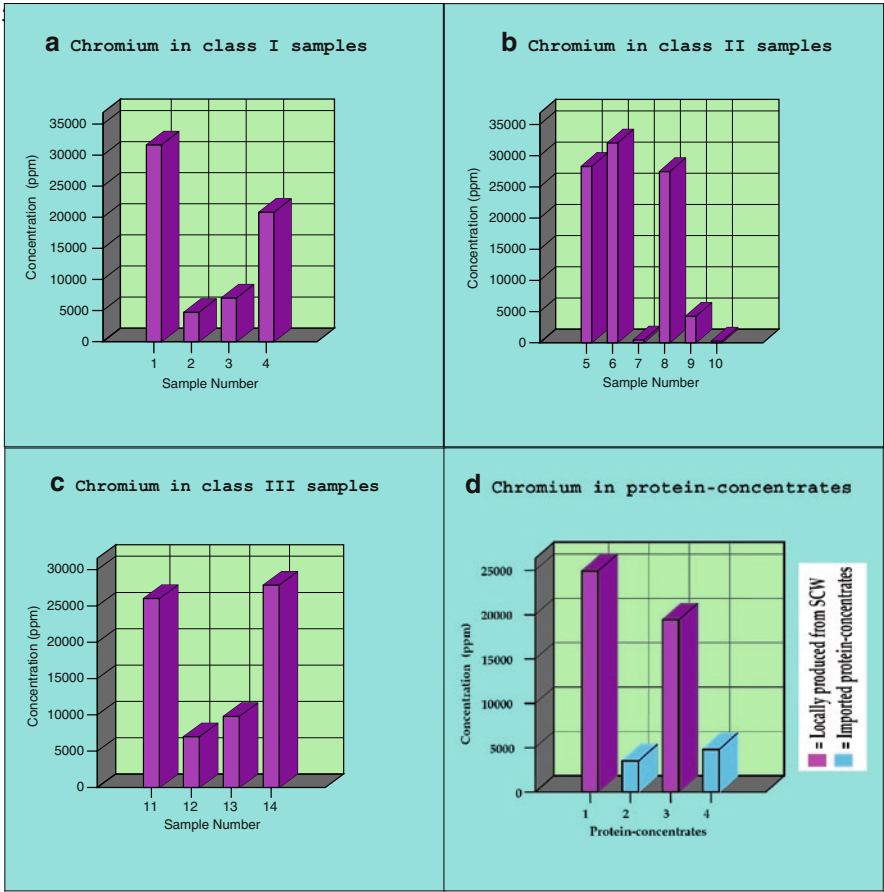 a Chromium in class I samples
Concentration (ppm)
35000
30000
25000
20000
15000
10000
5000
0
1 2 3 4
Sample Number
b Chromium in class II samples
Concentration (ppm)
35000
30000
25000
20000
15000
10000
5000
0
5 6 7 8 9 10
Sample Number
c Chromium in class III samples
Concentration (ppm)
30000
25000
20000
15000
10000
5000
0
11 12 13 14
Sample Number
d Chromium in protein-concentrates
Concentration (ppm)
25000
20000
15000
10000
5000
0
1 2 3 4
Protein-concentrates
= Locally produced from SCW
= Imported protein-concentrates